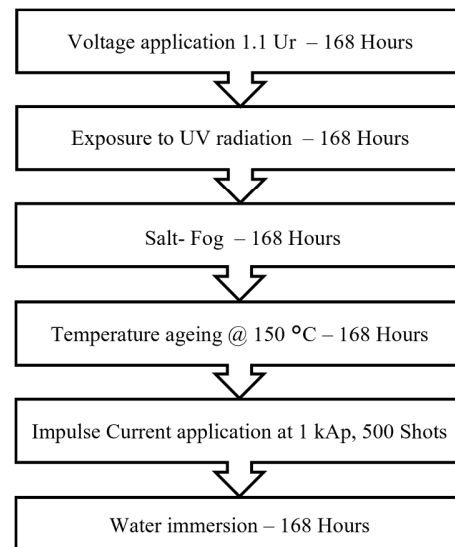 Voltage application 1.1 Ur – 168 Hours
Exposure to UV radiation – 168 Hours
Salt- Fog – 168 Hours
Temperature ageing @ 150 °C – 168 Hours
Impulse Current application at 1 kAp, 500 Shots
Water immersion – 168 Hours